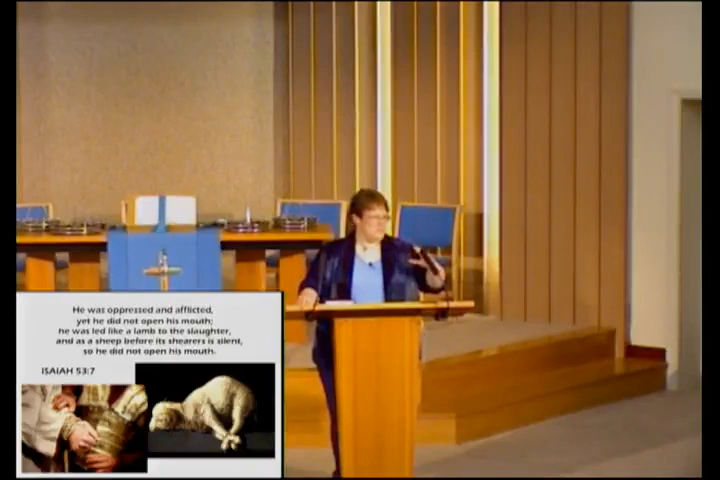 He was oppressed and afflicted,
yet he did not open his mouth;
he was led like a lamb to the slaughter,
and as a sheep before its shearers is silent,
so he did not open his mouth.
ISAIAH 53:7